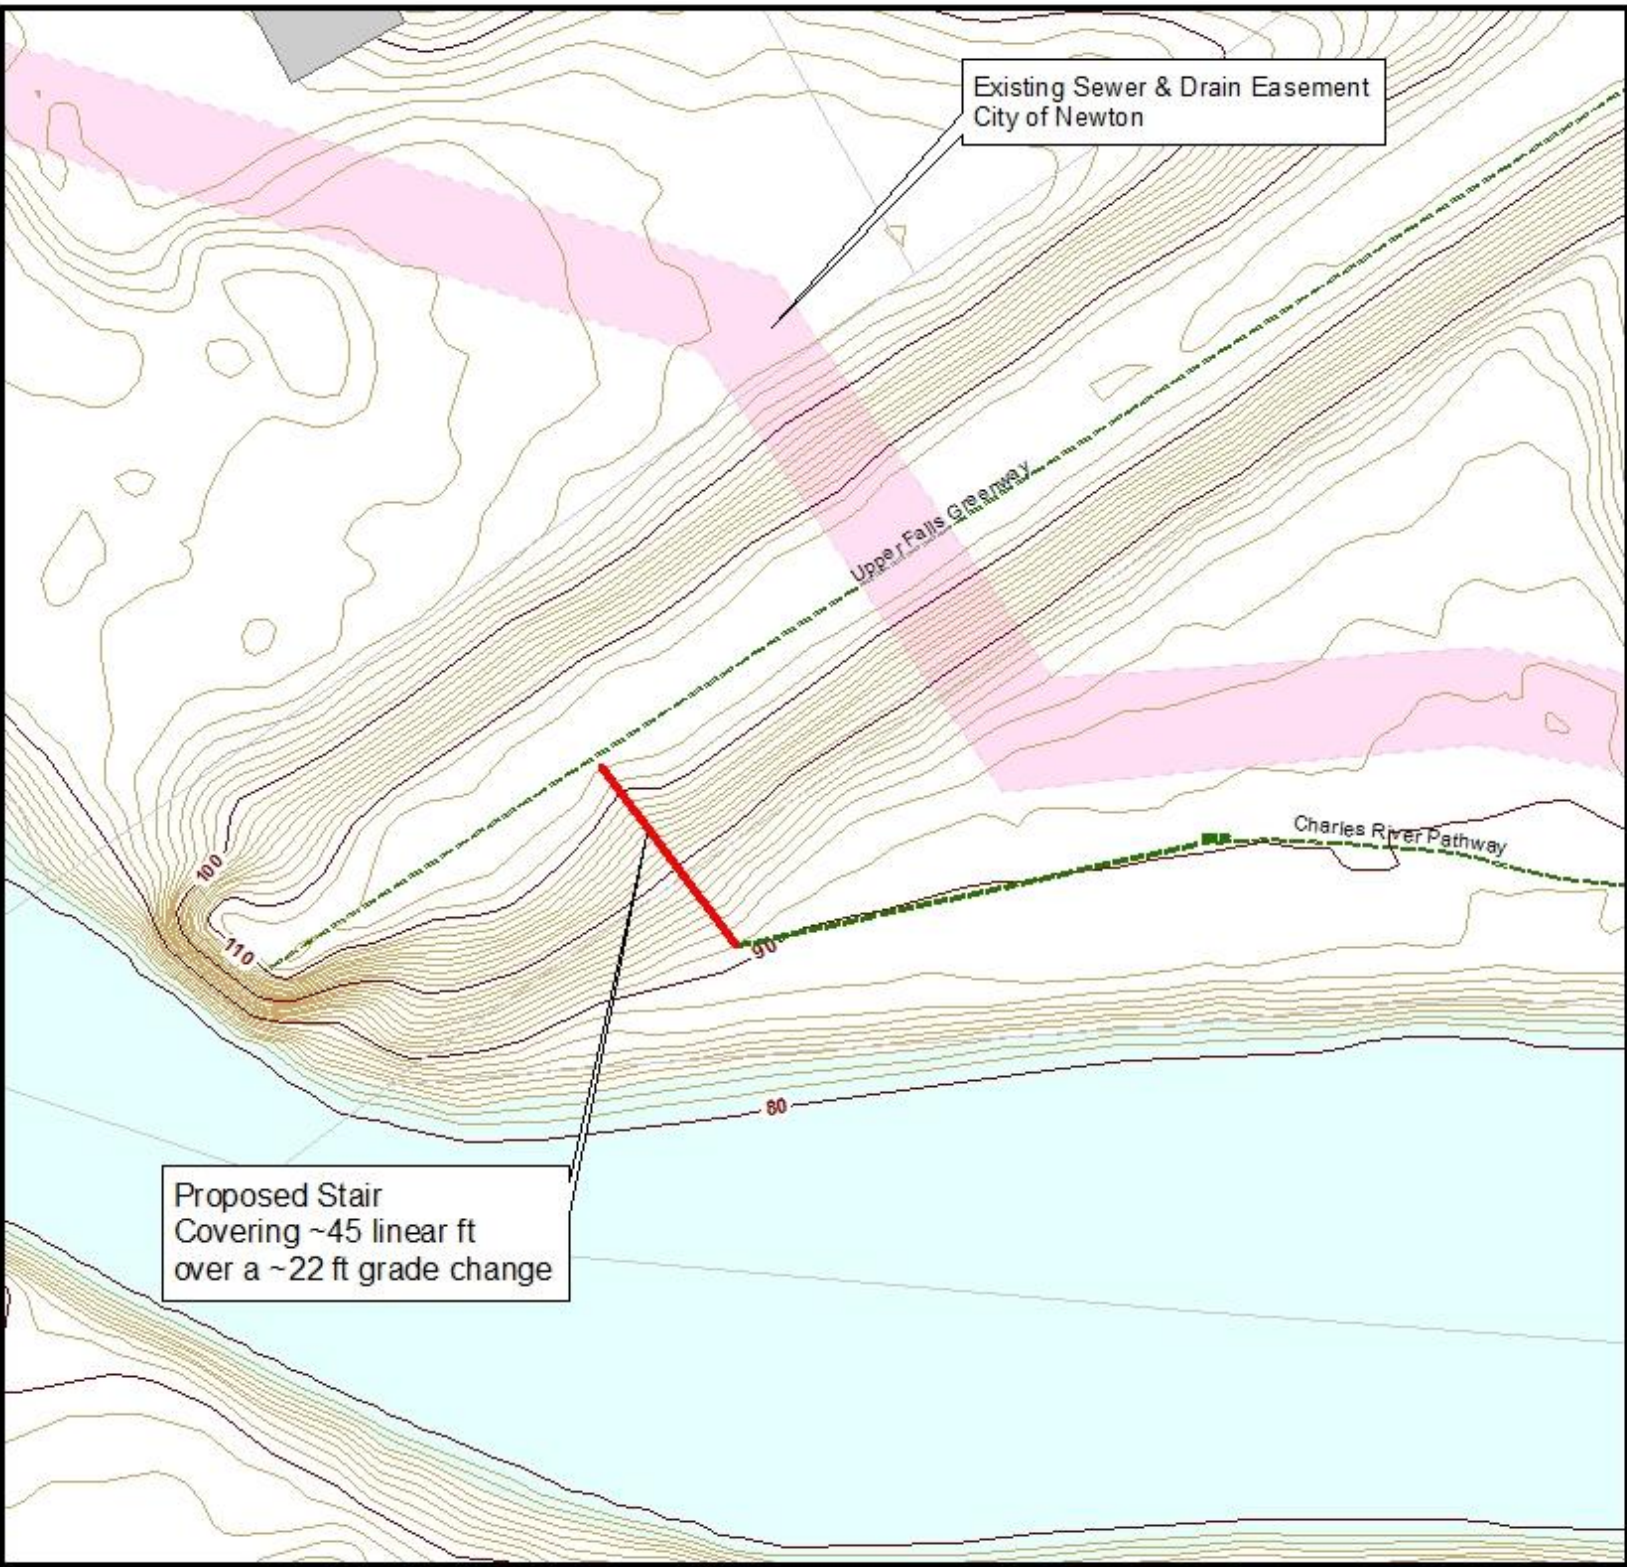 Existing Sewer & Drain Easement
City of Newton
Upper Falls Greenway
Charles River Pathway
100
110
90
80
Proposed Stair
Covering ~45 linear ft
over a ~22 ft grade change